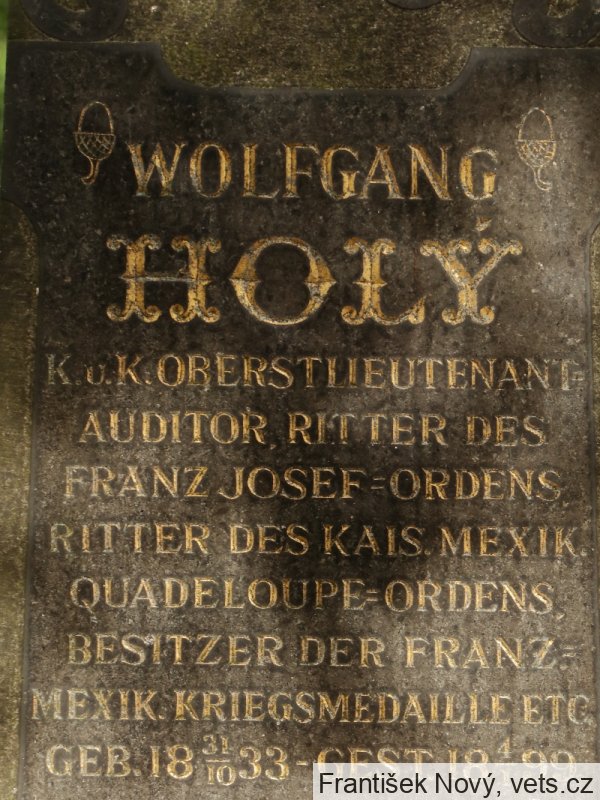 WOLFGANG
HOLÝ
K. u. K. OBERSTLIEUTENANT=
AUDITOR, RITTER DES
FRANZ JOSEF=ORDENS,
RITTER DES KAIS. MEXIK.
QUADELOUPE=ORDENS,
BESITZER DER FRANZ.=
MEXIK. KRIEGSMEDAILLE ETC.
GEB. 18 31/10 33 - GEST.
František Nový, vets.cz